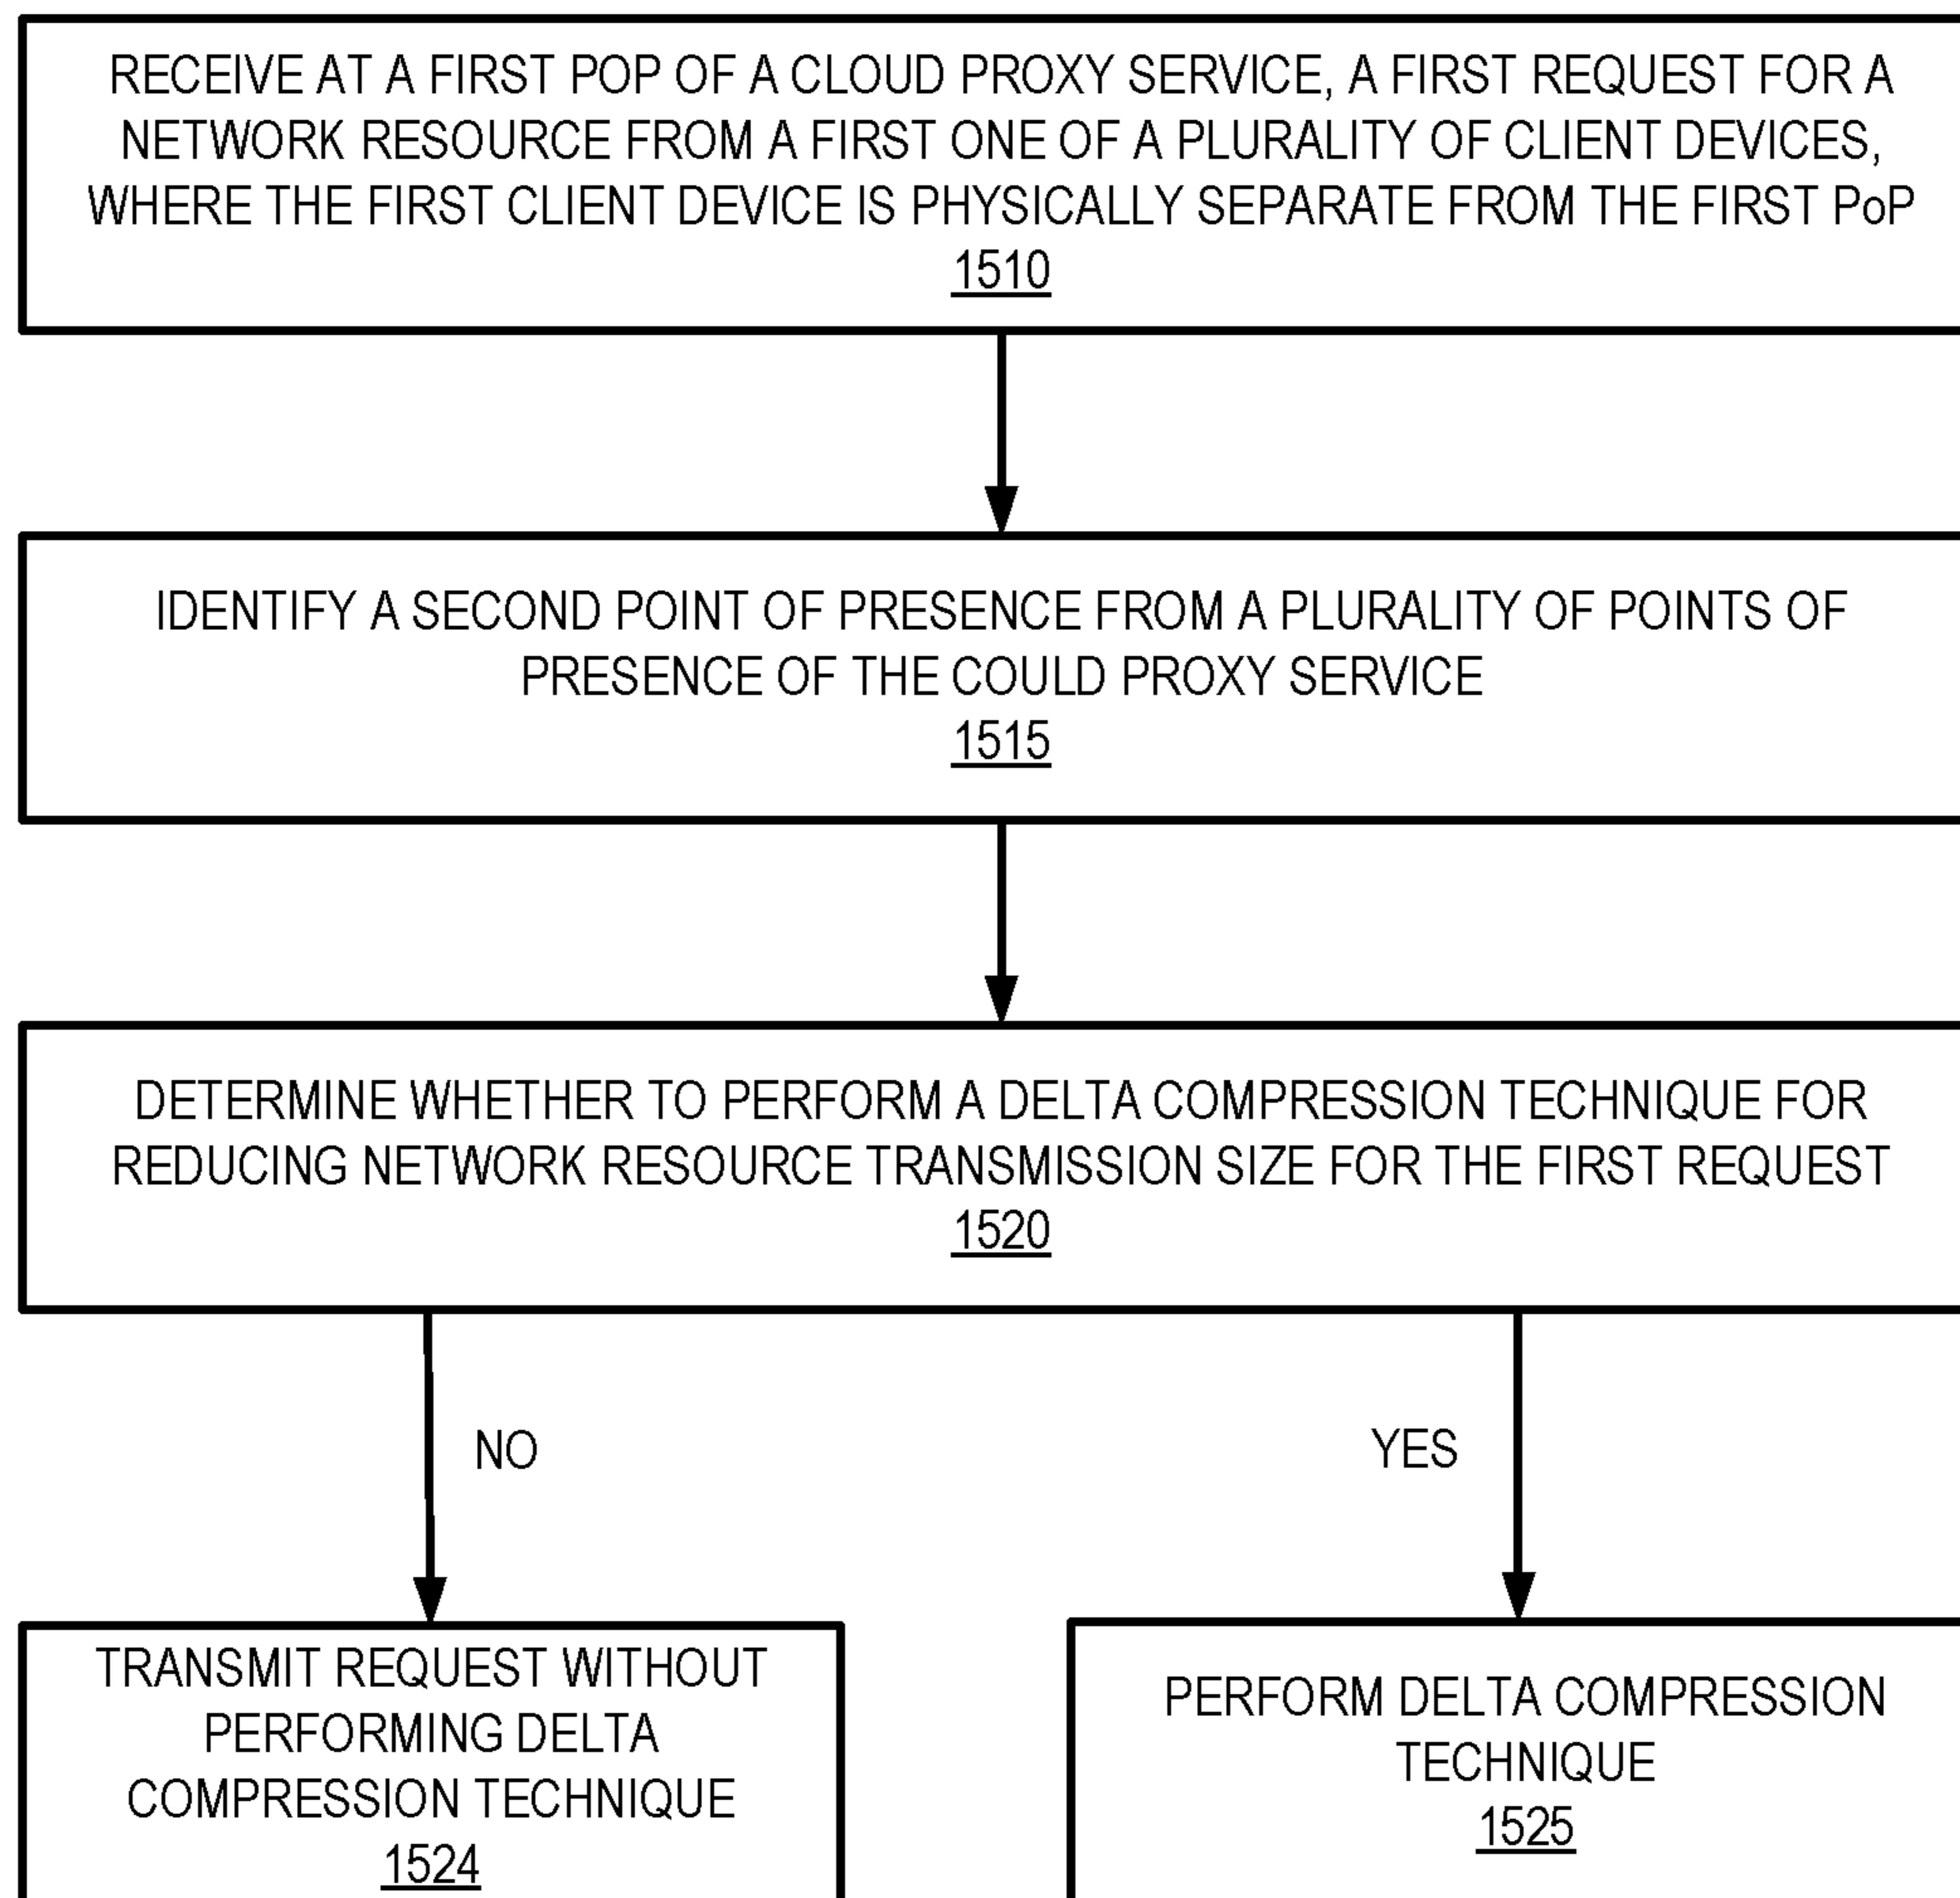 RECEIVE AT A FIRST POP OF A CLOUD PROXY SERVICE, A FIRST REQUEST FOR A
NETWORK RESOURCE FROM A FIRST ONE OF A PLURALITY OF CLIENT DEVICES,
WHERE THE FIRST CLIENT DEVICE IS PHYSICALLY SEPARATE FROM THE FIRST PoP
1510
IDENTIFY A SECOND POINT OF PRESENCE FROM A PLURALITY OF POINTS OF
PRESENCE OF THE COULD PROXY SERVICE
1515
DETERMINE WHETHER TO PERFORM A DELTA COMPRESSION TECHNIQUE FOR
REDUCING NETWORK RESOURCE TRANSMISSION SIZE FOR THE FIRST REQUEST
1520
NO
YES
TRANSMIT REQUEST WITHOUT
PERFORMING DELTA
COMPRESSION TECHNIQUE
1524
PERFORM DELTA COMPRESSION
TECHNIQUE
1525